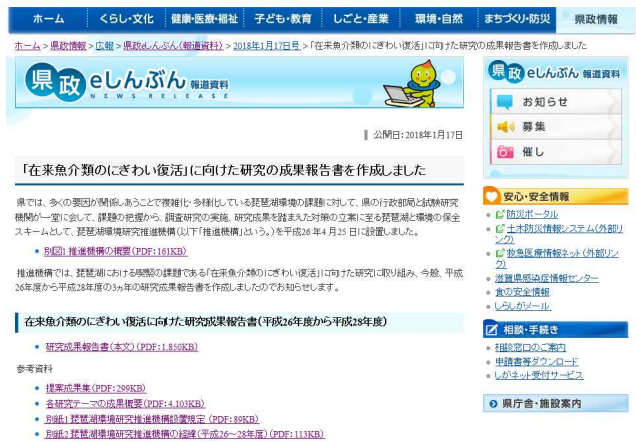 ホーム くらし・文化 健康・医療・福祉 子ども・教育 しごと・産業 環境・自然 まちづくり・防災 県政情報
ホーム > 県政情報 > 広報 > 県政eしんぶん(報道資料) > 2018年1月17日号 > 「在来魚介類のにぎわい復活」に向けた研究の成果報告書を作成しました
県政eしんぶん 報道資料
NEWS RELEASE
公開日:2018年1月17日
「在来魚介類のにぎわい復活」に向けた研究の成果報告書を作成しました
県では、多くの要因が関係しあうことで複雑化・多様化している琵琶湖環境の課題に対して、県の行政部局と試験研究
機関が一堂に会して、課題の把握から、調査研究の実施、研究成果を踏まえた対策の立案に至る琵琶湖と環境の保全
スキームとして、琵琶湖環境研究推進機構(以下「推進機構」という。)を平成26年4月25日に設置しました。
別図1 推進機構の概要(PDF:161KB)
推進機構では、琵琶湖における喫緊の課題である「在来魚介類のにぎわい復活」に向けた研究に取り組み、今般、平成
26年度から平成28年度の3ヵ年の研究成果報告書を作成しましたのでお知らせします。
在来魚介類のにぎわい復活に向けた研究成果報告書(平成26年度から平成28年度)
研究成果報告書(本文)(PDF:1,850KB)
参考資料
提案成果集(PDF:299KB)
各研究テーマの成果概要(PDF:4,103KB)
別紙1 琵琶湖環境研究推進機構設置規定 (PDF:89KB)
別紙2 琵琶湖環境研究推進機構の経緯(平成26~28年度)(PDF:113KB)
県政eしんぶん 報道資料
お知らせ
募集
催し
安心・安全情報
防災ポータル
土木防災情報システム(外部リ
ンク)
救急医療情報ネット(外部リン
ク)
滋賀県感染症情報センター
食の安全情報
しらしがメール
相談・手続き
相談窓口のご案内
申請書等ダウンロード
しがネット受付サービス
県庁舎・施設案内